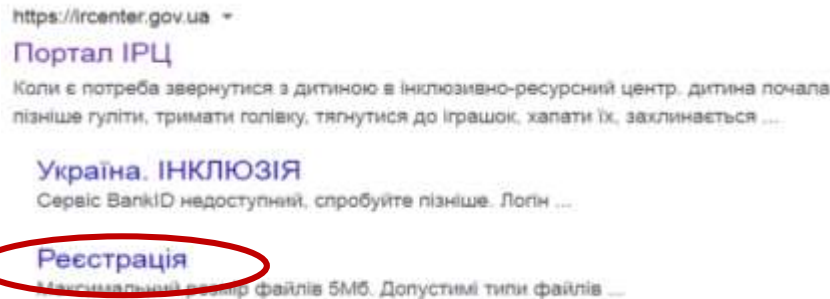 https://ircenter.gov.ua
Портал ІРЦ
Коли є потреба звернутися з дитиною в інклюзивно-ресурсний центр. дитина почала
пізніше гуліти, тримати голівку, тягнутися до іграшок, хапати їх, захлинається ...
Україна. ІНКЛЮЗІЯ
Сервіс BankID недоступний, спробуйте пізніше. Логін ...
Реєстрація
Максимальний розмір файлів 5Мб. Допустимі типи файлів ...